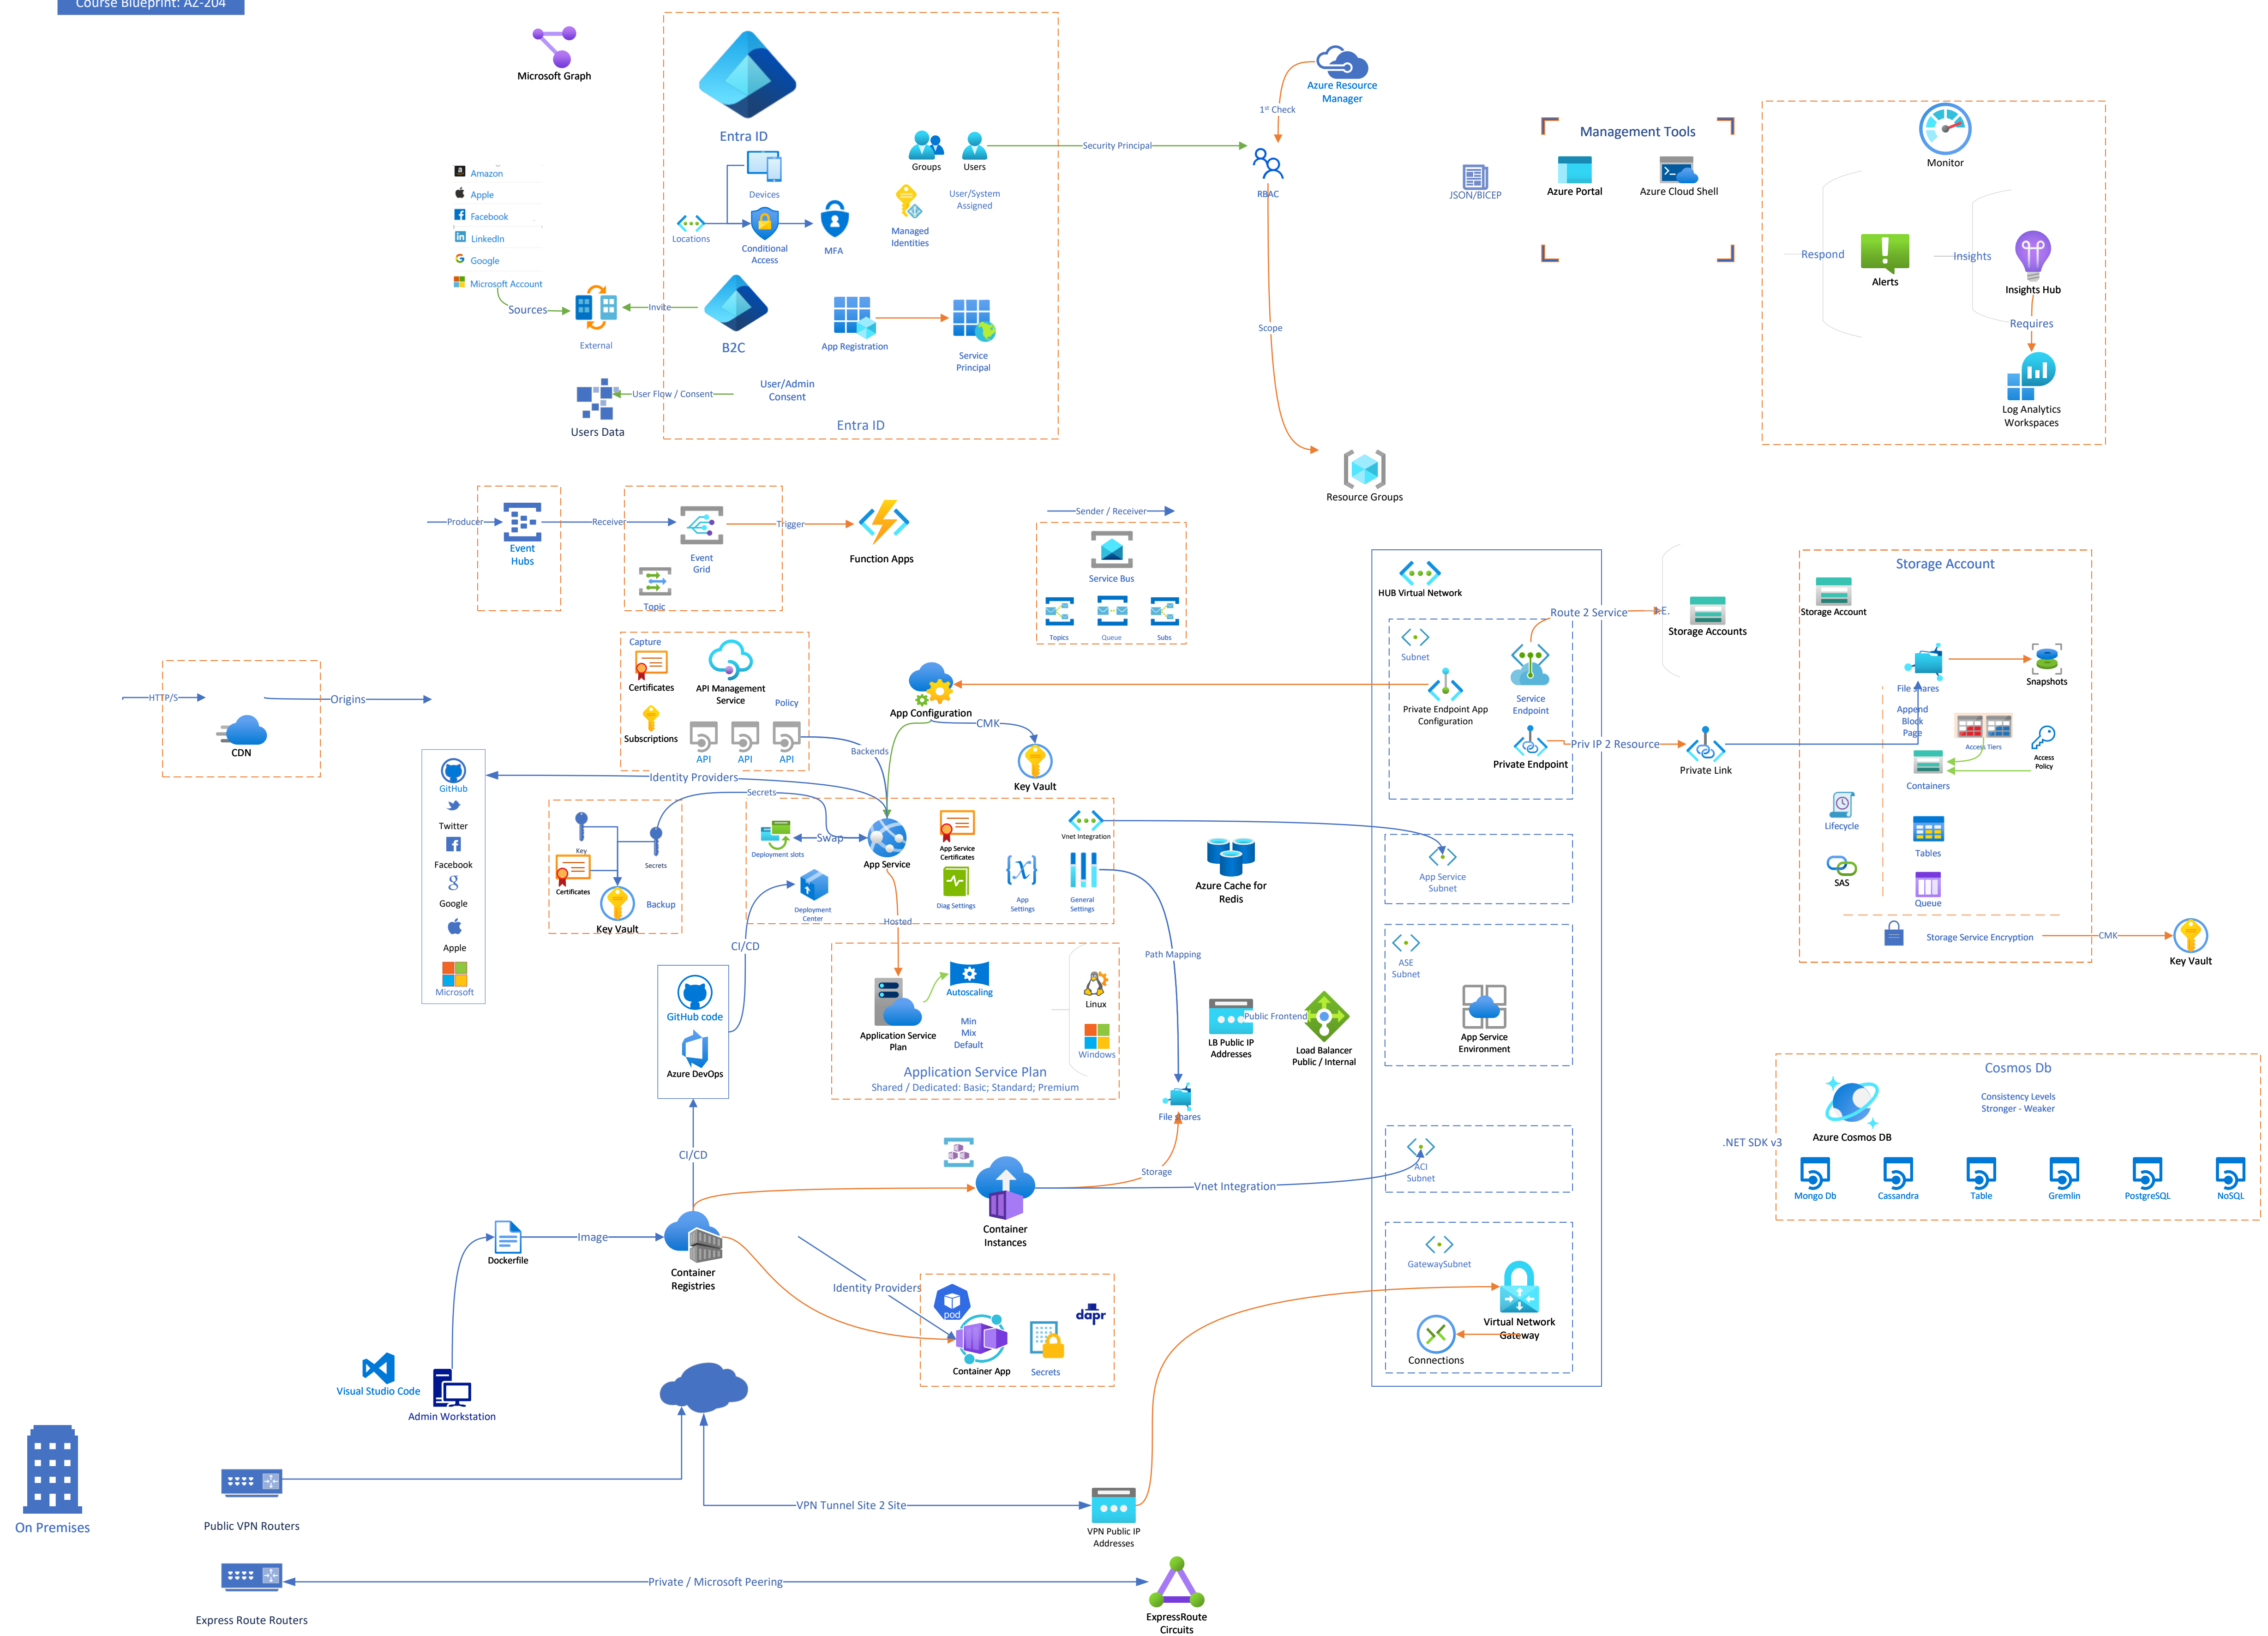 Course Blueprint: AZ-204
Microsoft Graph
Entra ID
Groups
Users
Devices
User/System
Assigned
Locations
Conditional
Access
MFA
Managed
Identities
Amazon
Apple
Facebook
LinkedIn
Google
Microsoft Account
Sources
Invite
External
B2C
App Registration
Service
Principal
User/Admin
Consent
User Flow / Consent
Users Data
Entra ID
Security Principal
Azure Resource
Manager
1st Check
RBAC
Scope
Resource Groups
JSON/BICEP
Management Tools
Azure Portal
Azure Cloud Shell
Monitor
Respond
Alerts
Insights
Insights Hub
Requires
Log Analytics
Workspaces
Producer
Event
Hubs
Receiver
Event
Grid
Topic
Trigger
Function Apps
Sender / Receiver
Service Bus
Topics
Queue
Subs
HTTP/S
CDN
Origins
Capture
Certificates
API Management
Service
Policy
Subscriptions
API
API
API
Backends
App Configuration
CMK
Key Vault
Identity Providers
GitHub
Twitter
Facebook
Google
Apple
Microsoft
Secrets
Key
Secrets
Certificates
Key Vault
Backup
Deployment slots
Swap
App Service
App Service
Certificates
Vnet Integration
Deployment
Center
Diag Settings
App
Settings
General
Settings
Hosted
CI/CD
GitHub code
Azure DevOps
Application Service
Plan
Autoscaling
Min
Mix
Default
Linux
Windows
Application Service Plan
Shared / Dedicated: Basic; Standard; Premium
Azure Cache for
Redis
Path Mapping
LB Public IP
Addresses
Public Frontend
Load Balancer
Public / Internal
File shares
Storage
HUB Virtual Network
Subnet
Private Endpoint App
Configuration
Service
Endpoint
Private Endpoint
Route 2 Service
I.E.
Storage Accounts
Priv IP 2 Resource
Private Link
App Service
Subnet
ASE
Subnet
App Service
Environment
ACI
Subnet
Vnet Integration
GatewaySubnet
Virtual Network
Gateway
Connections
Storage Account
Storage Account
File shares
Snapshots
Append
Block
Page
Access Tiers
Access
Policy
Containers
Lifecycle
Tables
SAS
Queue
Storage Service Encryption
CMK
Key Vault
Cosmos Db
Consistency Levels
Stronger - Weaker
Azure Cosmos DB
.NET SDK v3
Mongo Db
Cassandra
Table
Gremlin
PostgreSQL
NoSQL
CI/CD
Dockerfile
Image
Container
Registries
Container
Instances
Identity Providers
pod
dapr
Container App
Secrets
Visual Studio Code
Admin Workstation
On Premises
Public VPN Routers
VPN Tunnel Site 2 Site
VPN Public IP
Addresses
Private / Microsoft Peering
Express Route Routers
ExpressRoute
Circuits